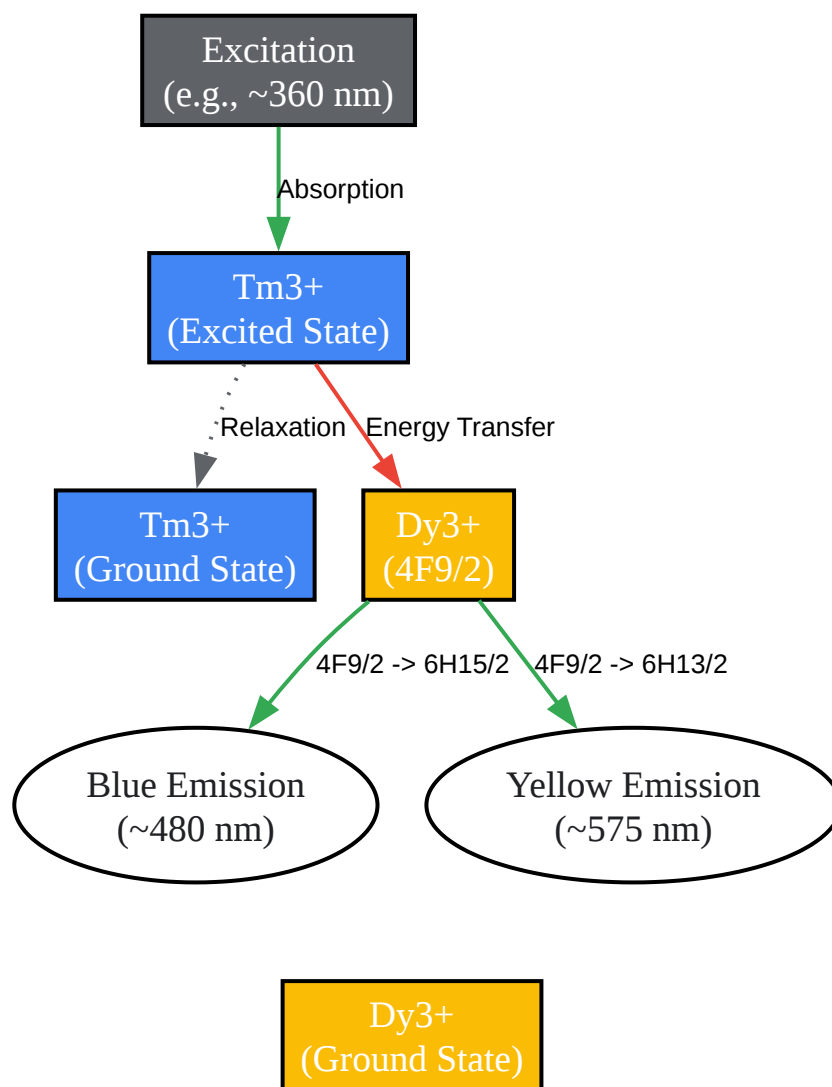 Excitation
(e.g., ~360 nm)
Absorption
Tm3+
(Excited State)
Relaxation
Energy Transfer
Tm3+
(Ground State)
Dy3+
(4F9/2)
4F9/2 -> 6H15/2
4F9/2 -> 6H13/2
Blue Emission
(~480 nm)
Yellow Emission
(~575 nm)
Dy3+
(Ground State)